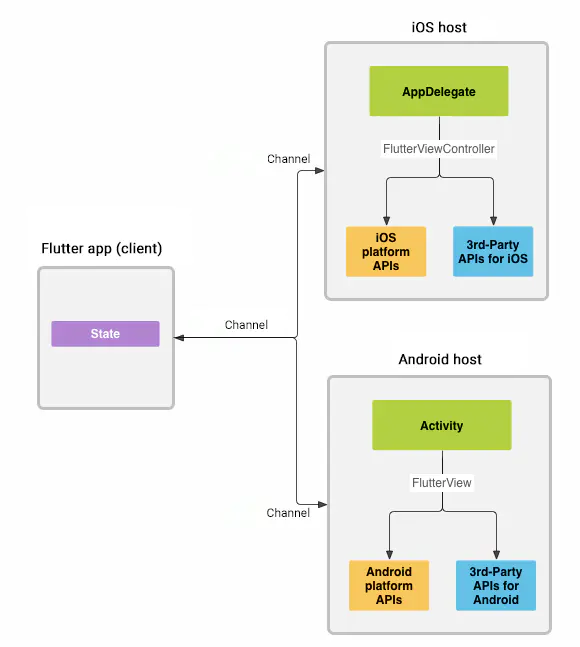 iOS host
AppDelegate
FlutterViewController
Channel
iOS
platform
APIs
3rd-Party
APIs for iOS
Flutter app (client)
State
Channel
Android host
Activity
FlutterView
Channel
Android
platform
APIs
3rd-Party
APIs for
Android